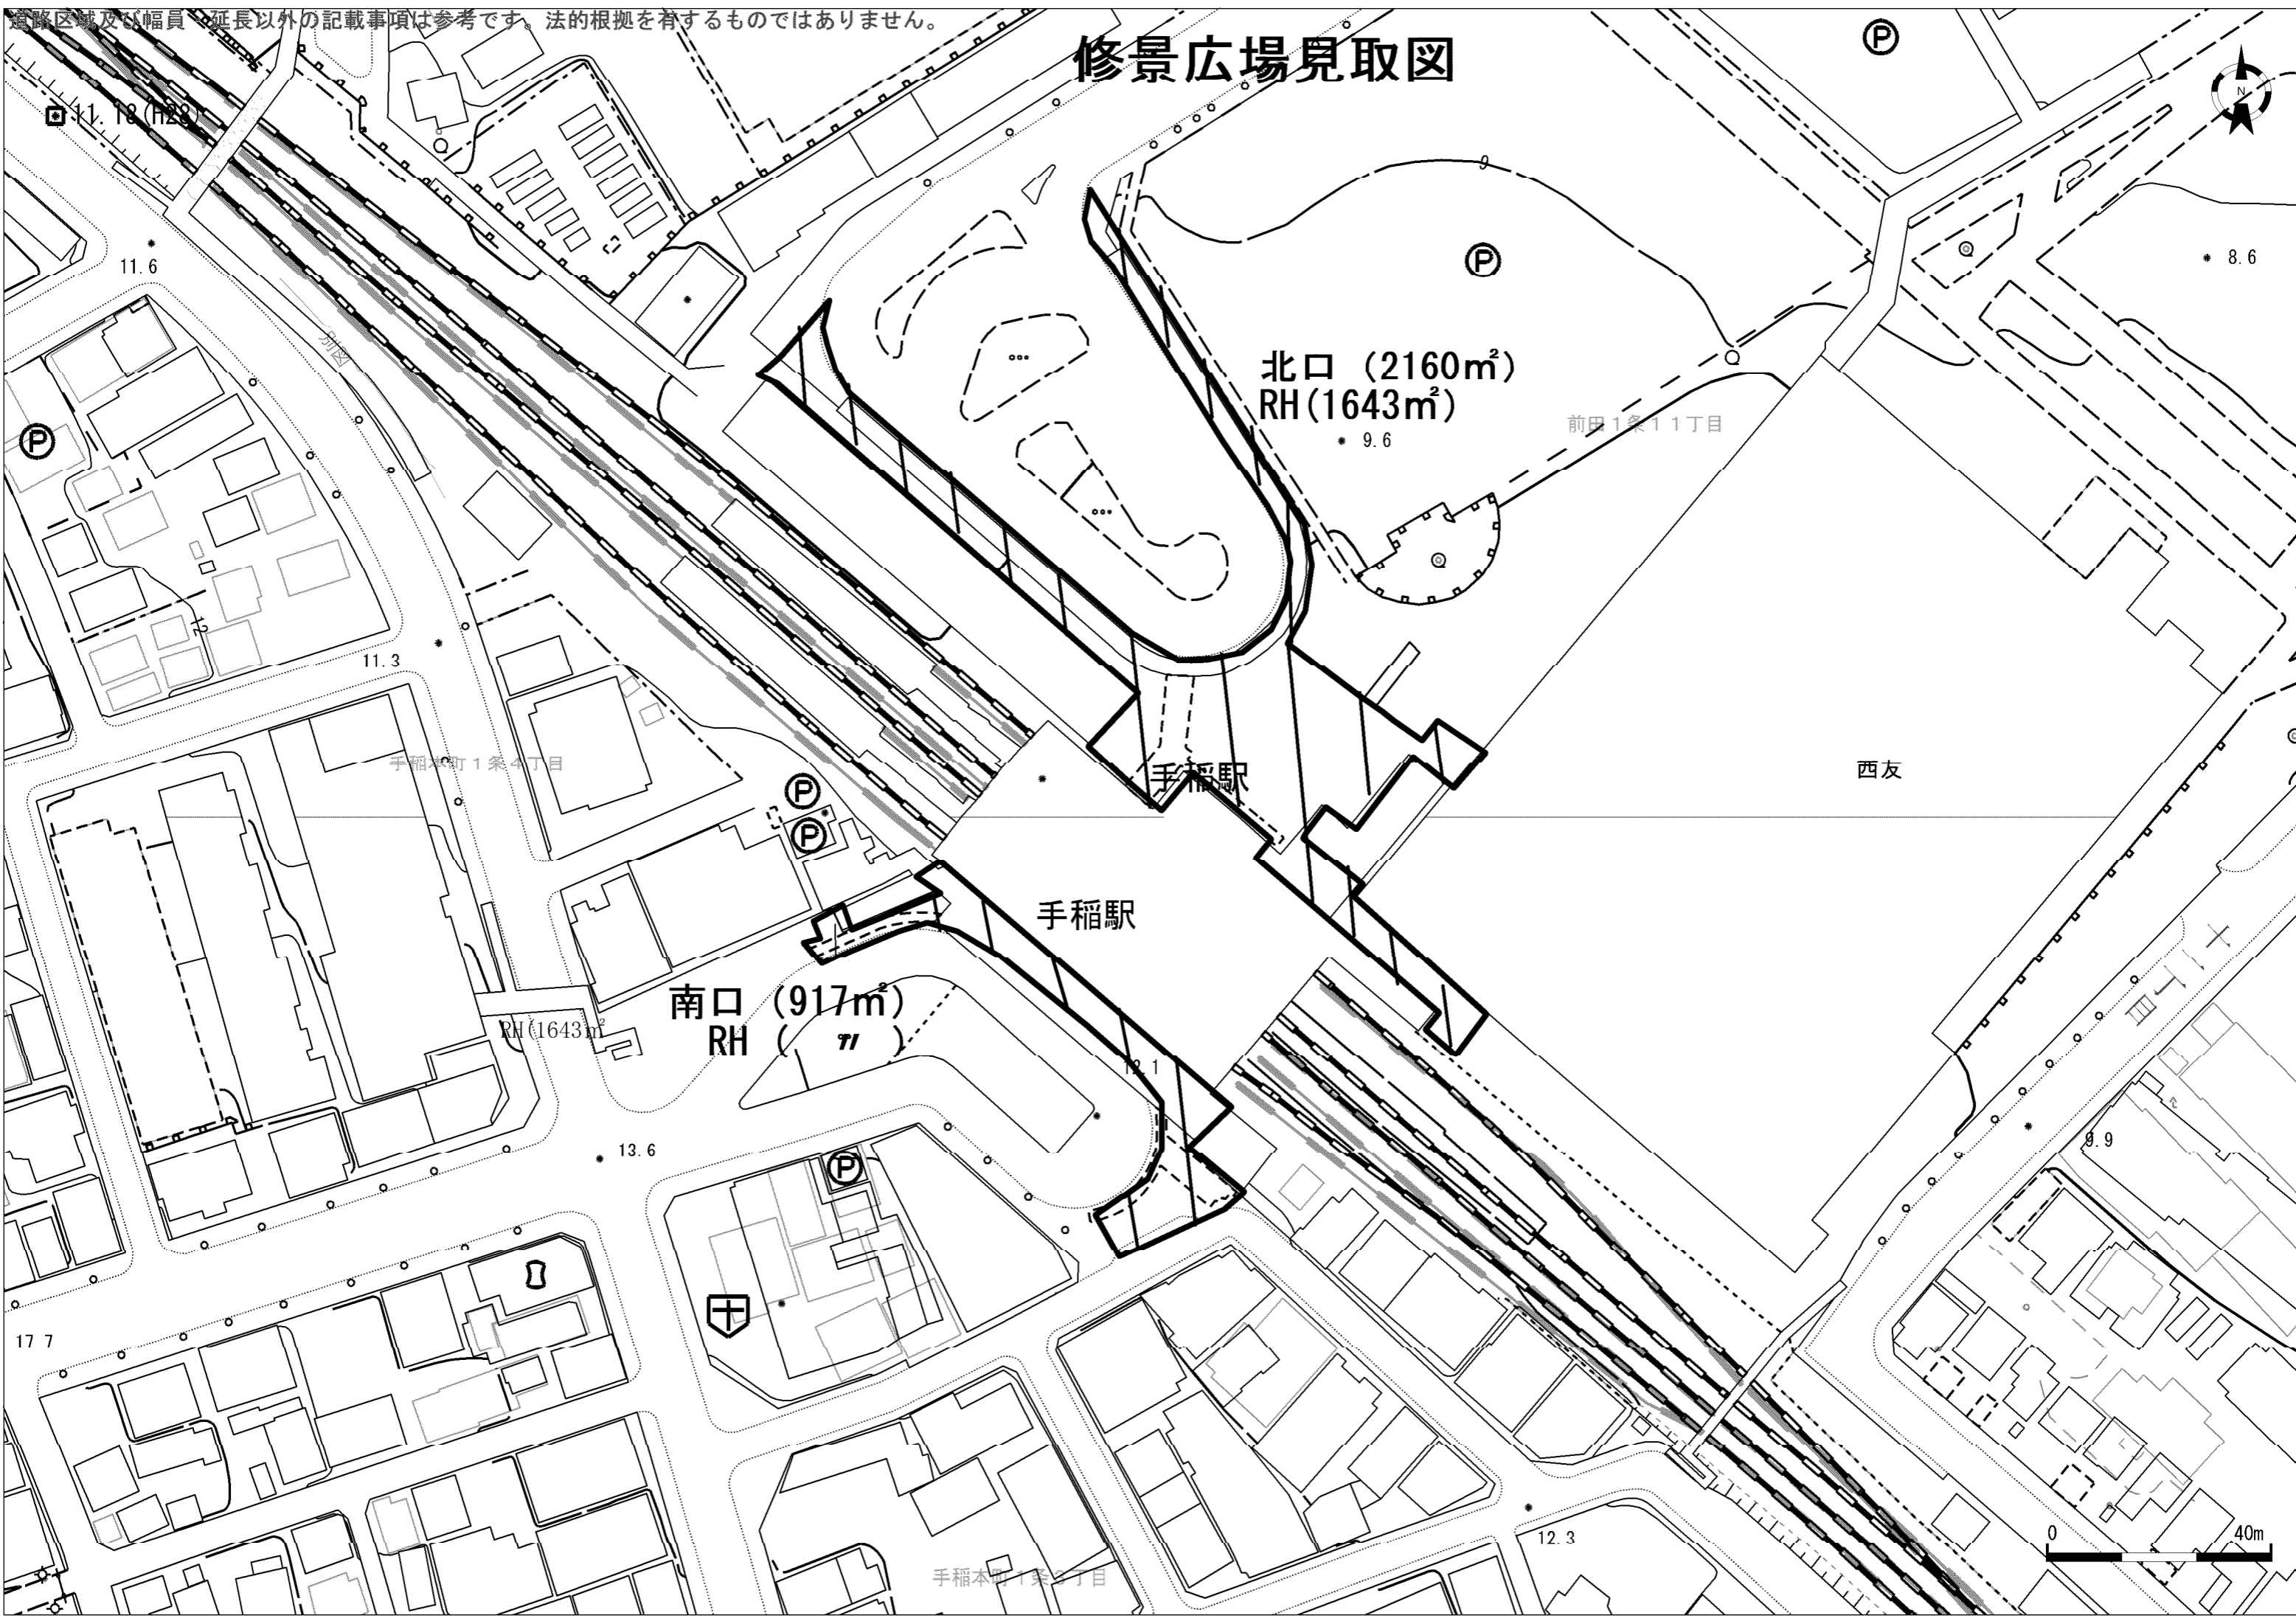 道路区域及び幅員・延長以外の記載事項は参考です。法的根拠を有するものではありません。
修景広場見取図
P
N
11.18(H28)
9
11.6
8.6
P
別図
北口 (2160㎡)
RH(1643㎡)
前田1条11丁目
9.6
P
12
11.3
手稲本町1条4丁目
手稲駅
西友
P
P
手稲駅
南口 (917㎡)
RH ( 〃 )
RH(1643㎡
12.1
13.6
9.9
P
17 7
0 40m
12.3
手稲本町1条3丁目